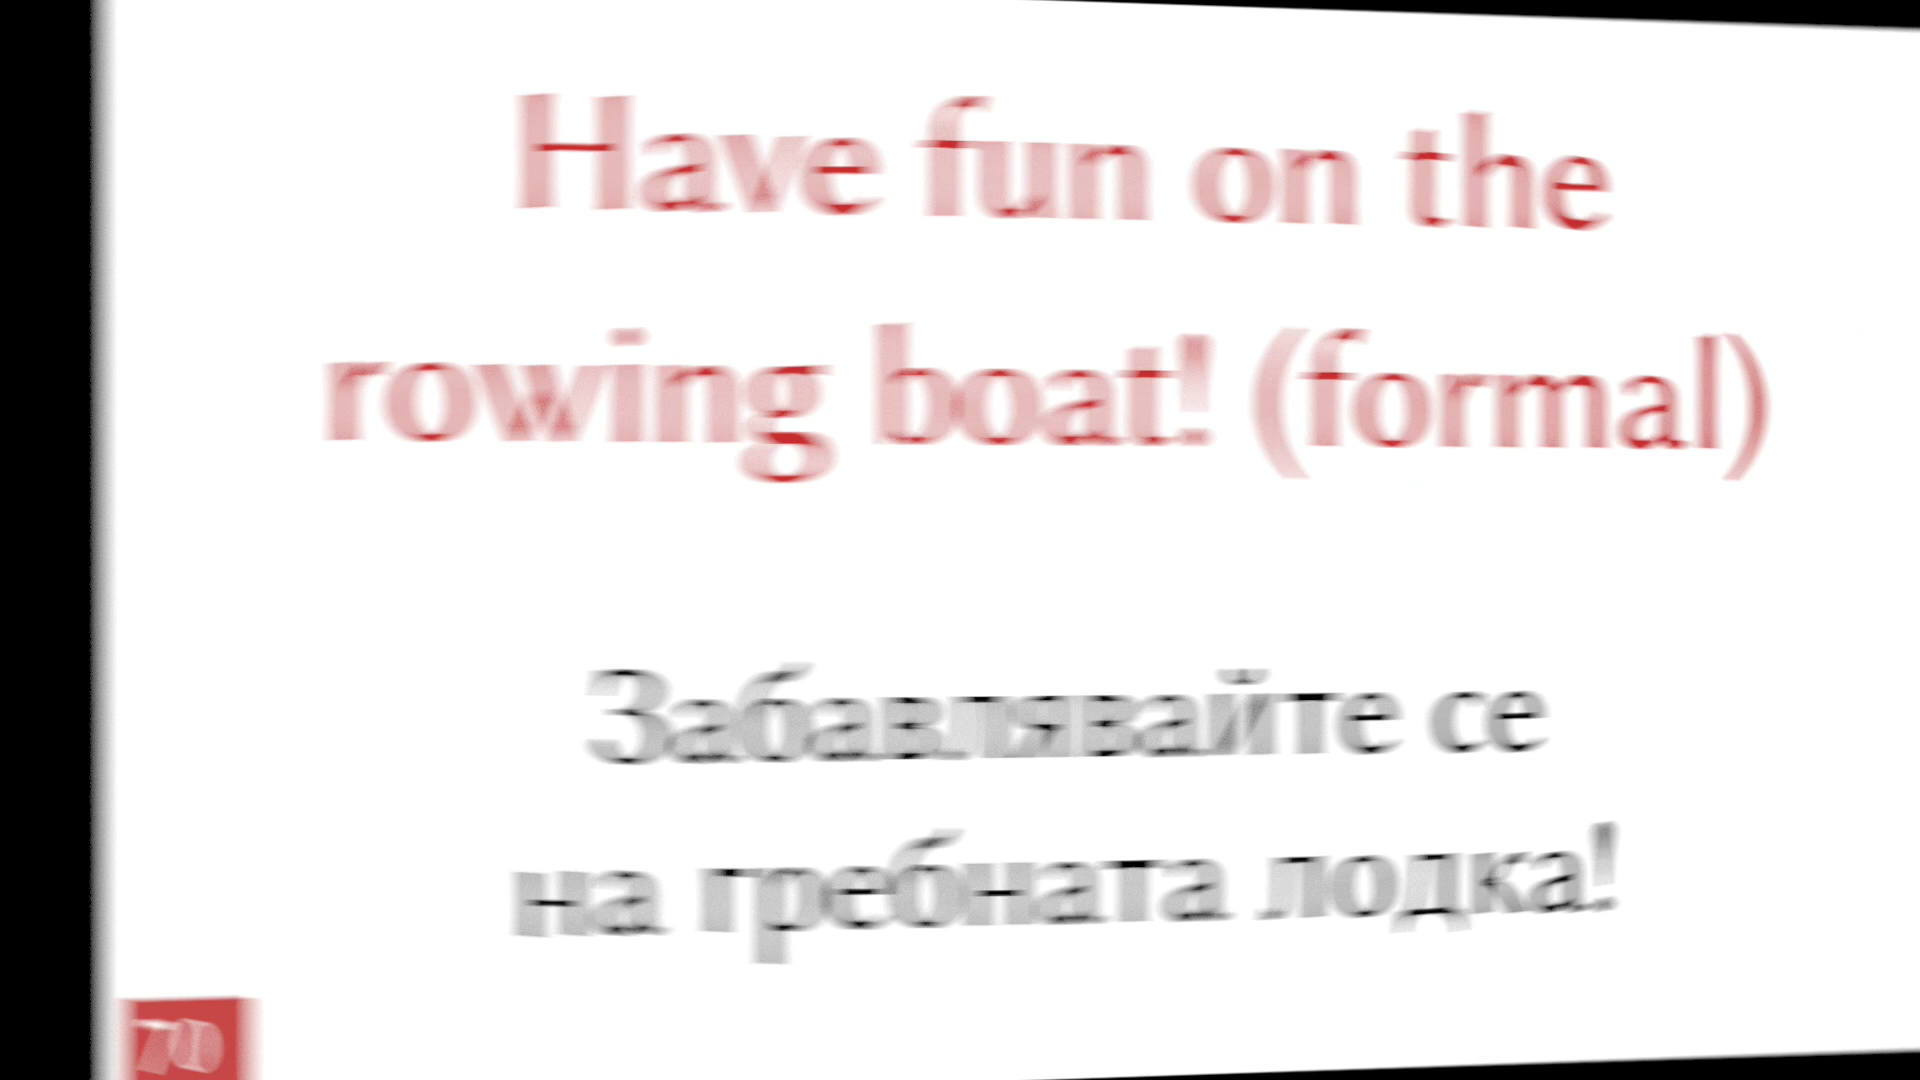 Have fun on the
rowing boat! (formal)
Забавлявайте се
на гребната лодка!